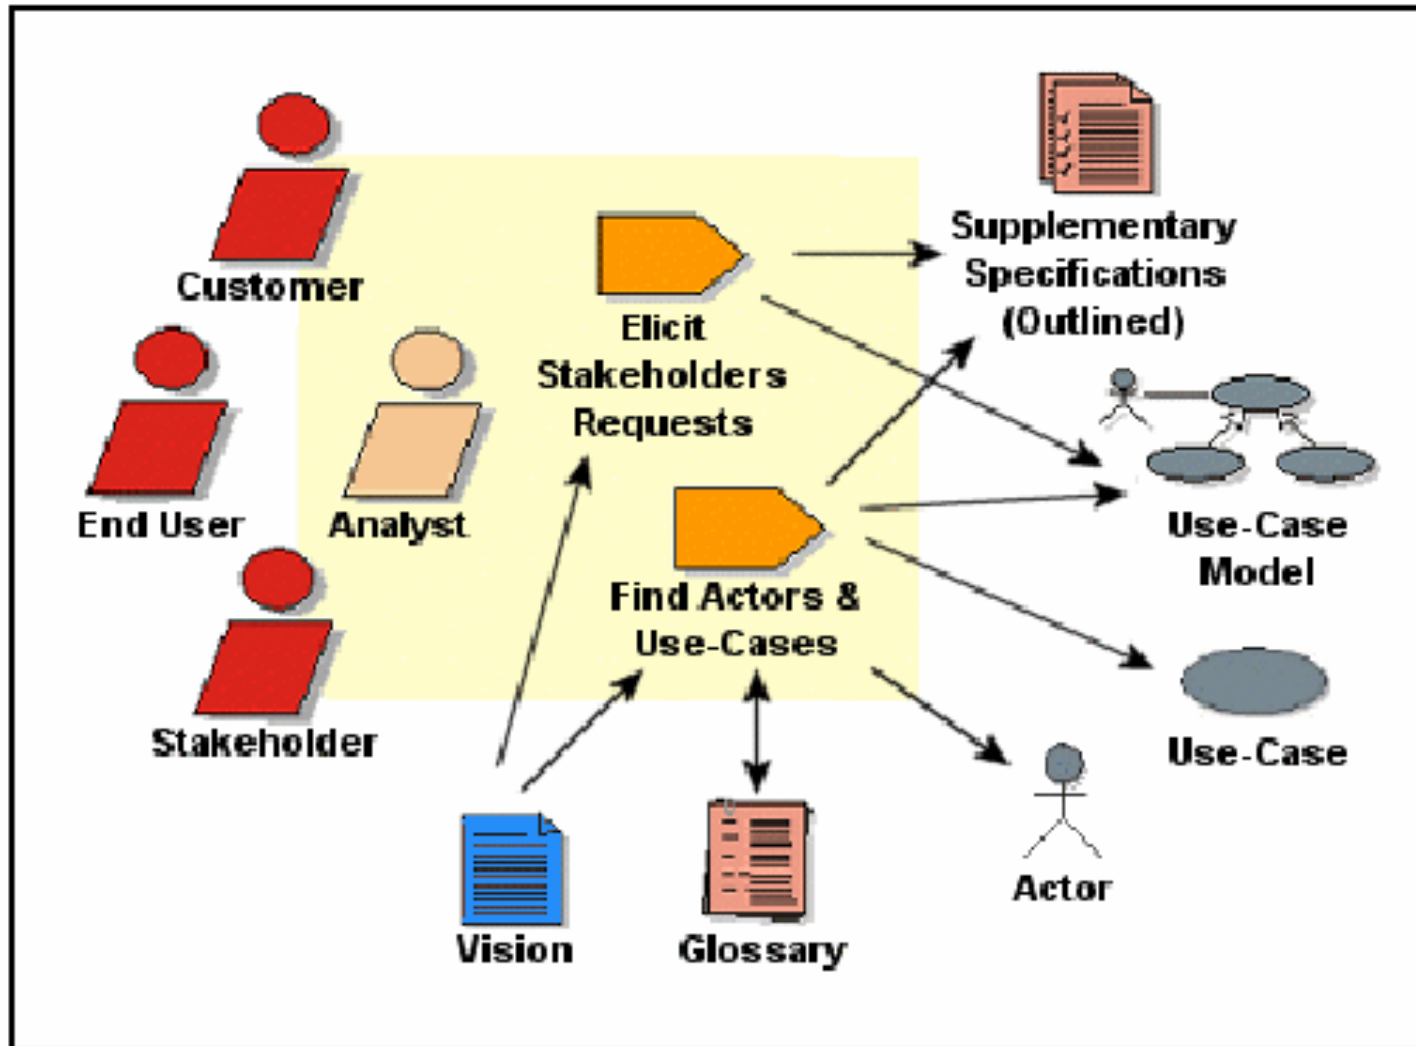 Customer
Elicit
Stakeholders
Requests
Supplementary
Specifications
(Outlined)
End User
Analyst
Use-Case
Model
Find Actors &
Use-Cases
Stakeholder
Use-Case
Actor
Vision
Glossary